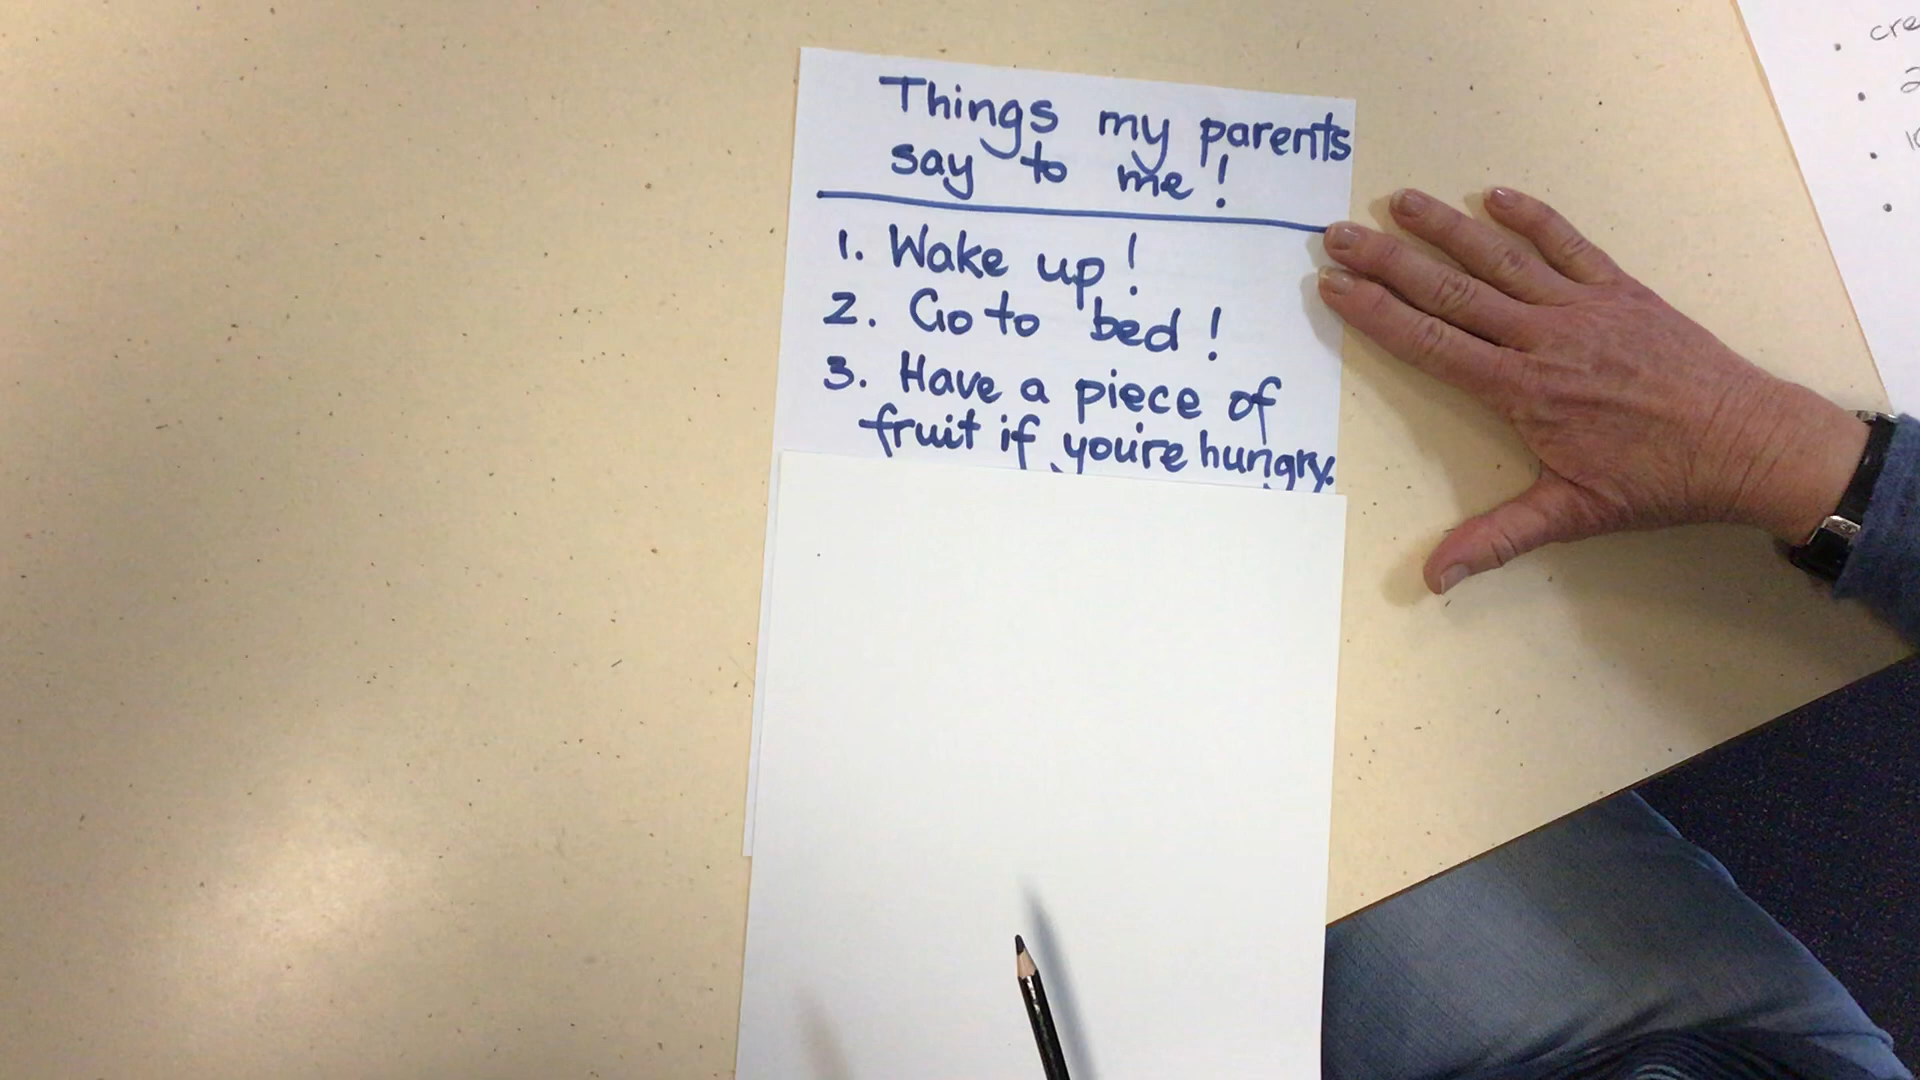 Things my parents
say to me!
1. Wake up!
2. Go to bed!
3. Have a piece of
fruit if you're hungry.